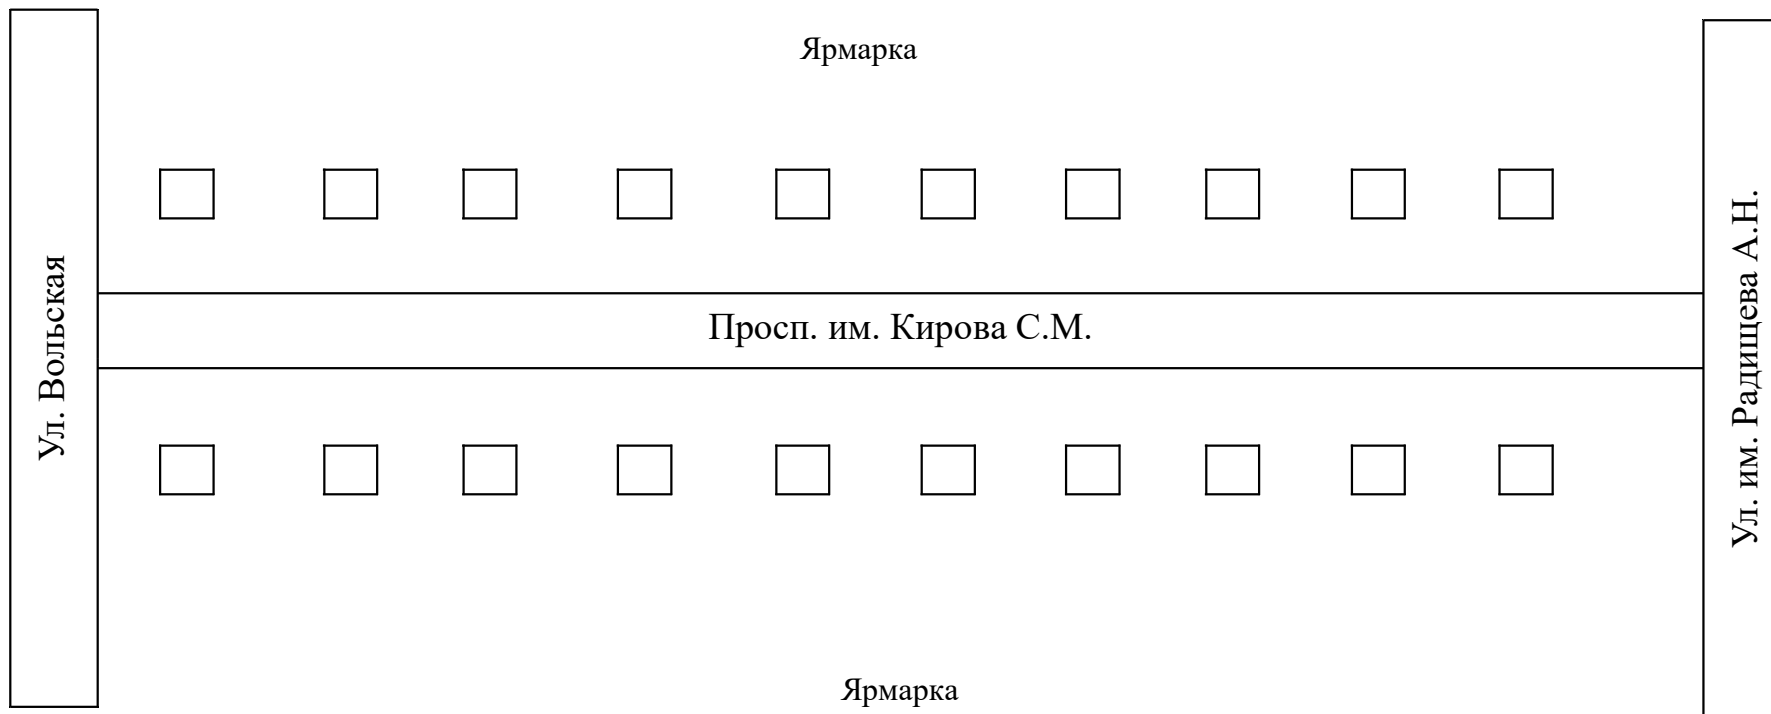 Ярмарка
Ул. Вольская
Просп. им. Кирова С.М.
Ул. им. Радищева А.Н.
Ярмарка